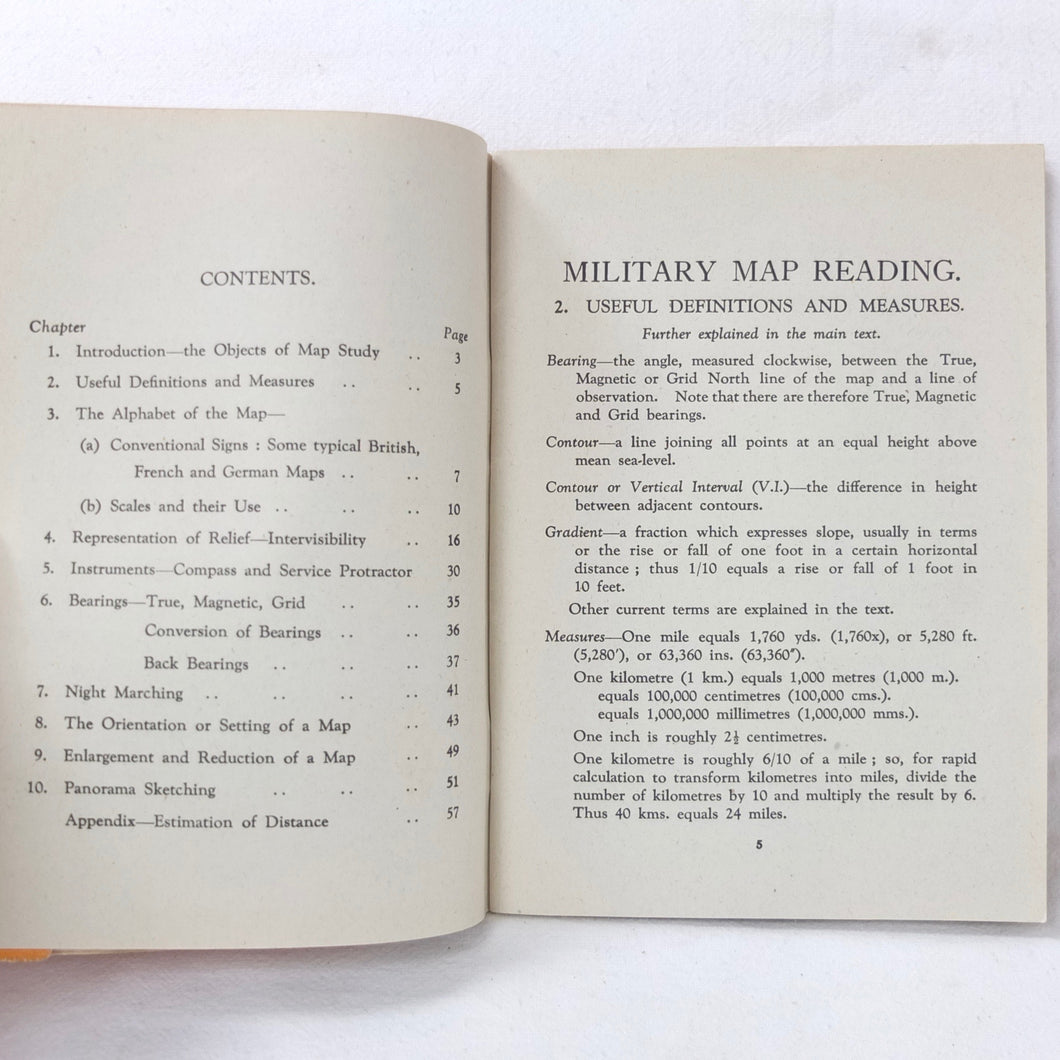 CONTENTS.
Chapter Page
1. Introduction—the Objects of Map Study .. 3
2. Useful Definitions and Measures .. .. 5
3. The Alphabet of the Map—
(a) Conventional Signs : Some typical British,
French and German Maps .. .. 7
(b) Scales and their Use .. .. .. 10
4. Representation of Relief—Intervisibility .. 16
5. Instruments—Compass and Service Protractor 30
6. Bearings—True, Magnetic, Grid .. .. 35
Conversion of Bearings .. .. 36
Back Bearings .. .. .. 37
7. Night Marching .. .. .. .. 41
8. The Orientation or Setting of a Map .. 43
9. Enlargement and Reduction of a Map .. 49
10. Panorama Sketching .. .. .. 51
Appendix—Estimation of Distance .. 57
MILITARY MAP READING.
2. USEFUL DEFINITIONS AND MEASURES.
Further explained in the main text.
Bearing—the angle, measured clockwise, between the True,
Magnetic or Grid North line of the map and a line of
observation. Note that there are therefore True, Magnetic
and Grid bearings.
Contour—a line joining all points at an equal height above
mean sea-level.
Contour or Vertical Interval (V.I.)—the difference in height
between adjacent contours.
Gradient—a fraction which expresses slope, usually in terms
or the rise or fall of one foot in a certain horizontal
distance ; thus 1/10 equals a rise or fall of 1 foot in
10 feet.
Other current terms are explained in the text.
Measures—One mile equals 1,760 yds. (1,760x), or 5,280 ft.
(5,280′), or 63,360 ins. (63,360″).
One kilometre (1 km.) equals 1,000 metres (1,000 m.).
equals 100,000 centimetres (100,000 cms.).
equals 1,000,000 millimetres (1,000,000 mms.).
One inch is roughly 2½ centimetres.
One kilometre is roughly 6/10 of a mile ; so, for rapid
calculation to transform kilometres into miles, divide the
number of kilometres by 10 and multiply the result by 6.
Thus 40 kms. equals 24 miles.
5